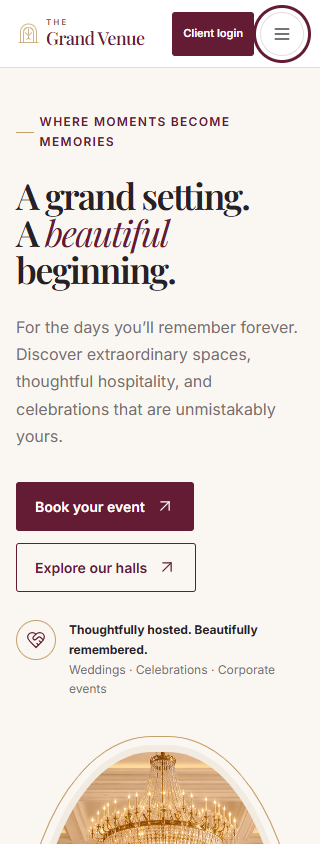 THE
Grand Venue
Client login
WHERE MOMENTS BECOME
MEMORIES
A grand setting.
A beautiful
beginning.
For the days you’ll remember forever.
Discover extraordinary spaces,
thoughtful hospitality, and
celebrations that are unmistakably
yours.
Book your event
Explore our halls
Thoughtfully hosted. Beautifully
remembered.
Weddings · Celebrations · Corporate
events